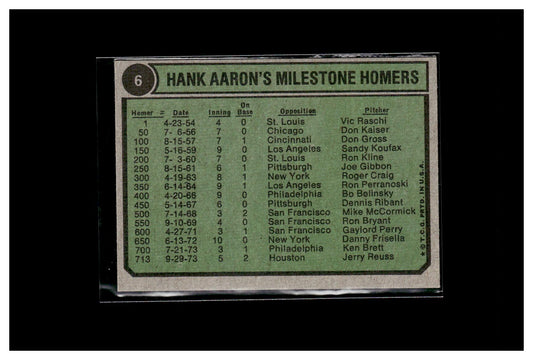 6
HANK AARON'S MILESTONE HOMERS
Homer = Date Inning On Base Opposition Pitcher
1 4-23-54 4 0 St. Louis Vic Raschi
50 7- 6-56 7 0 Chicago Don Kaiser
100 8-15-57 7 1 Cincinnati Don Gross
150 5-16-59 9 0 Los Angeles Sandy Koufax
200 7- 3-60 7 0 St. Louis Ron Kline
250 8-15-61 6 1 Pittsburgh Joe Gibbon
300 4-19-63 8 1 New York Roger Craig
350 6-14-64 9 1 Los Angeles Ron Perranoski
400 4-20-66 9 0 Philadelphia Bo Belinsky
450 5-14-67 6 0 Pittsburgh Dennis Ribant
500 7-14-68 3 2 San Francisco Mike McCormick
550 9-10-69 4 0 San Francisco Ron Bryant
600 4-27-71 3 1 San Francisco Gaylord Perry
650 6-13-72 10 0 New York Danny Frisella
700 7-21-73 3 1 Philadelphia Ken Brett
713 9-29-73 5 2 Houston Jerry Reuss
* © T.C.G. PRTD. IN U.S.A.